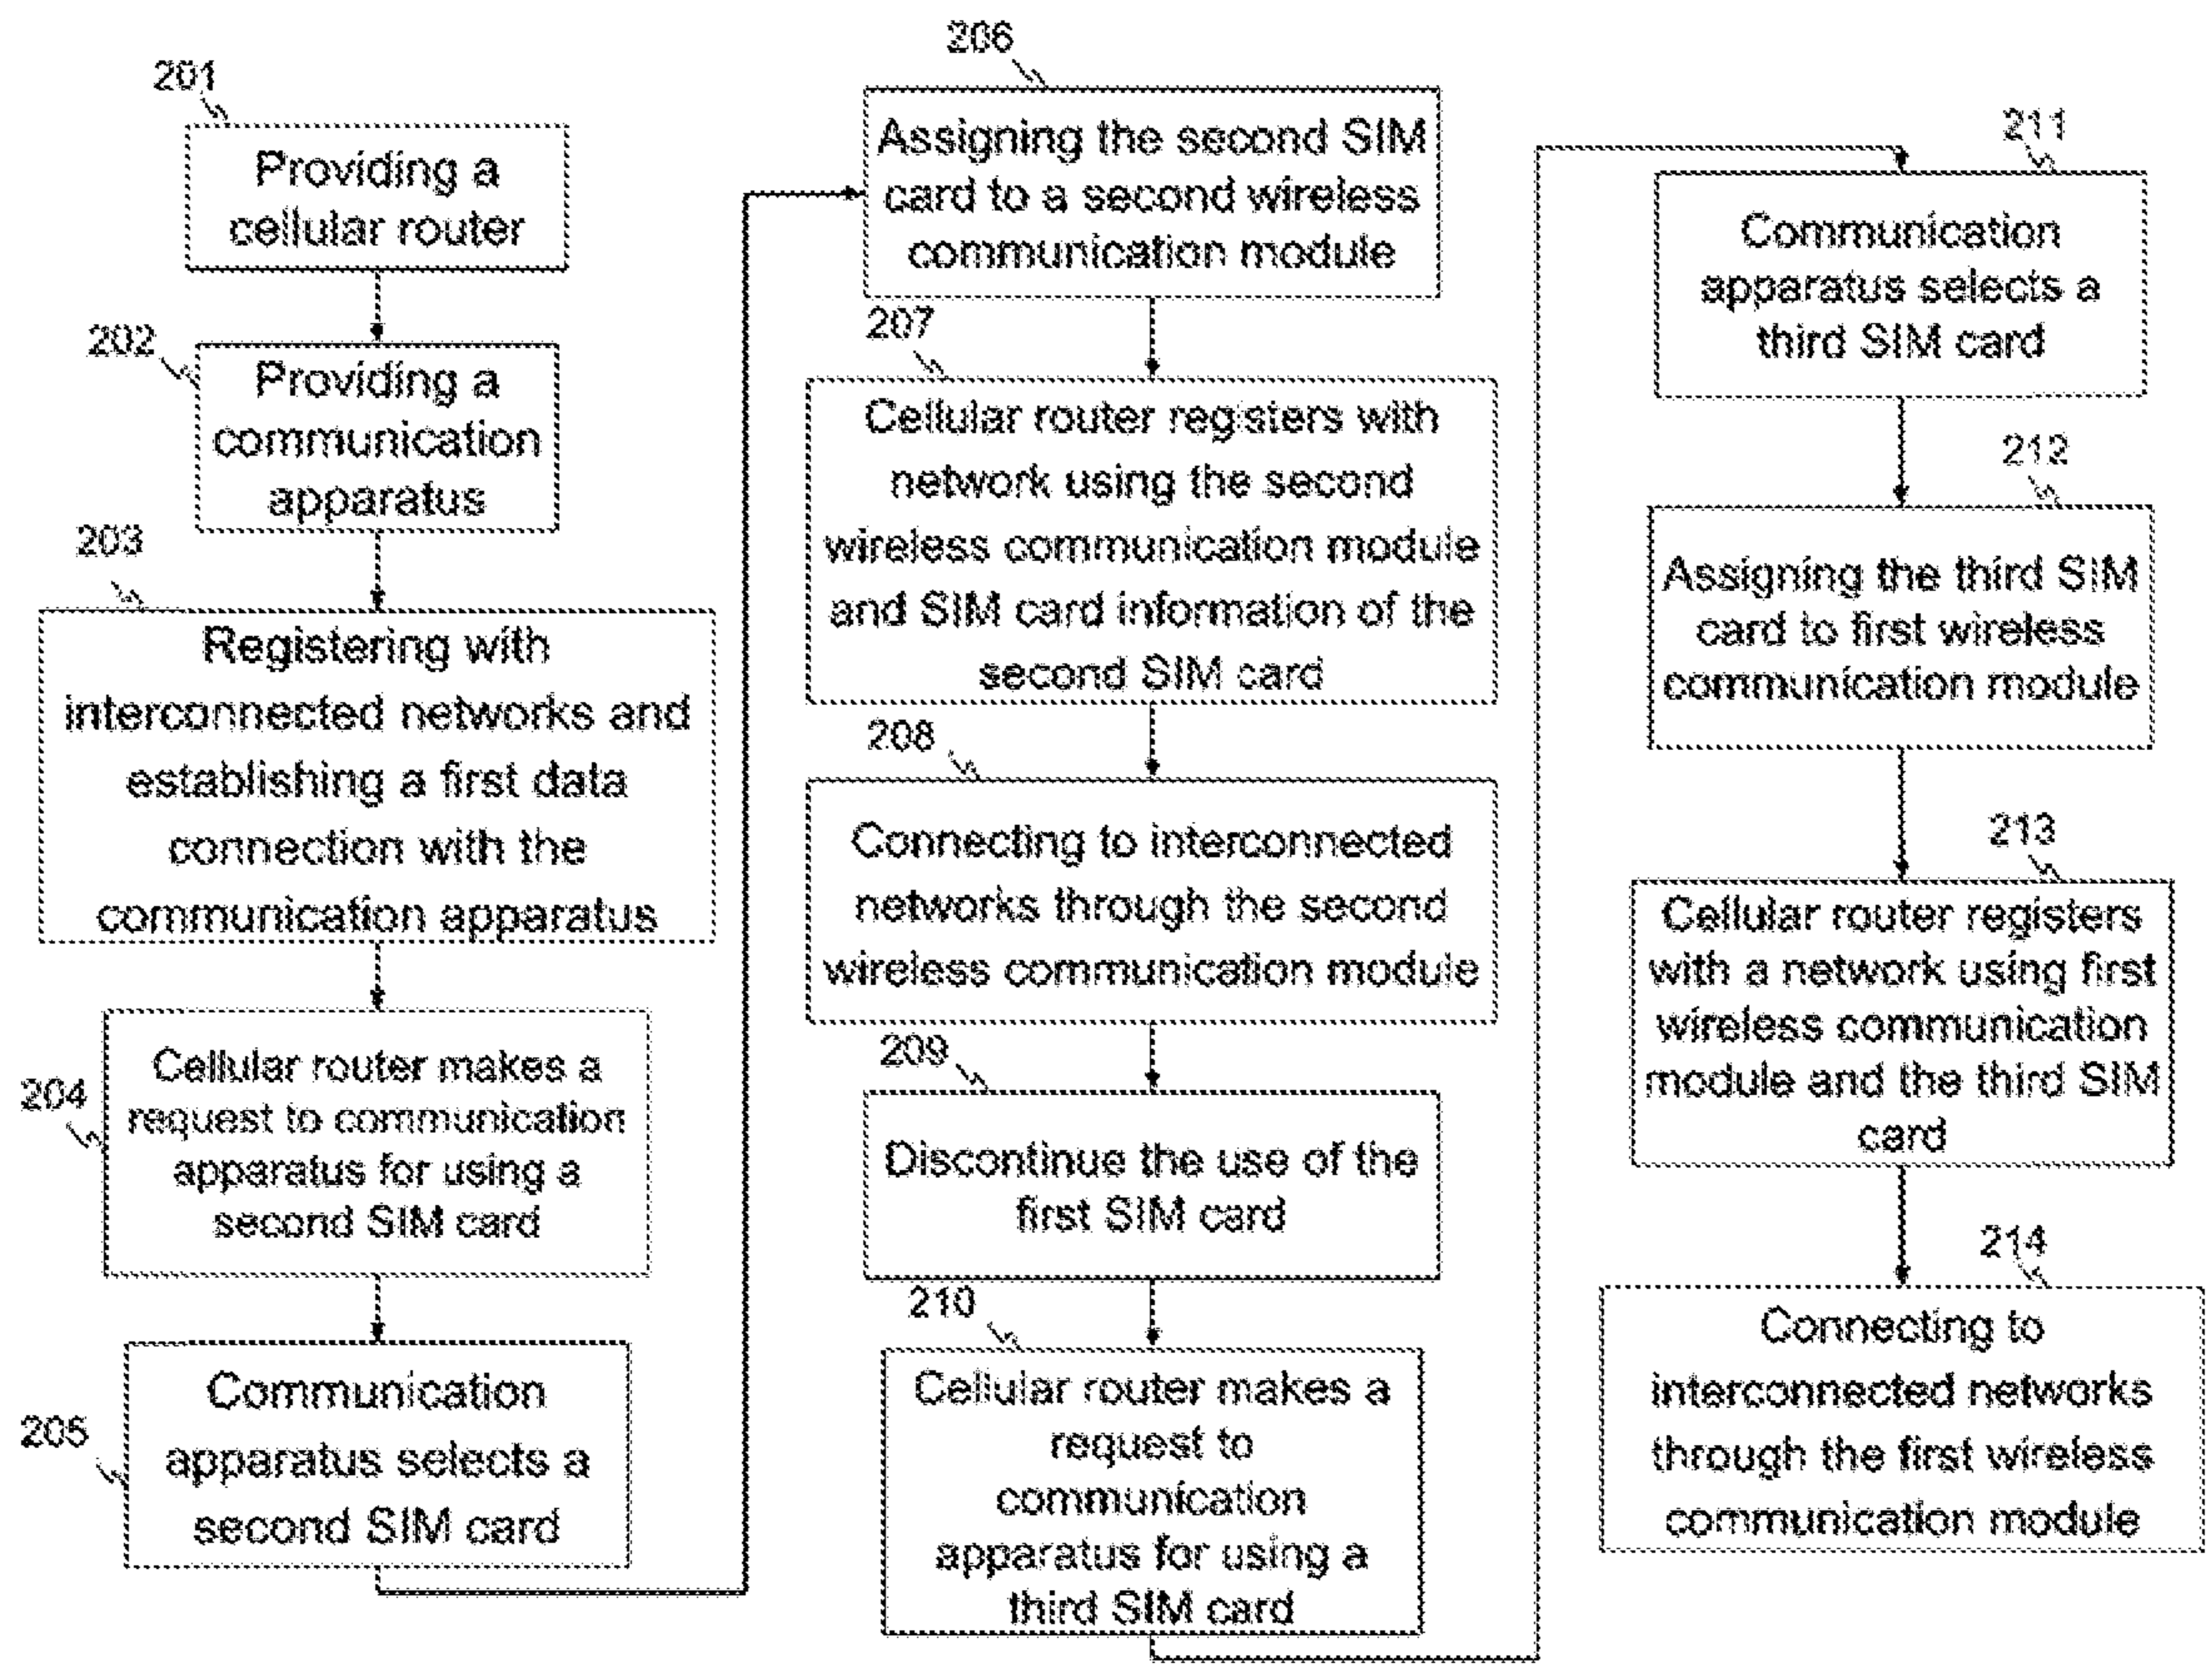 201
Providing a
cellular router
202
Providing a
communication
apparatus
203
Registering with
interconnected networks and
establishing a first data
connection with the
communication apparatus
204
Cellular router makes a
request to communication
apparatus for using a
second SIM card
205
Communication
apparatus selects a
second SIM card
206
Assigning the second SIM
card to a second wireless
communication module
207
Cellular router registers with
network using the second
wireless communication module
and SIM card information of the
second SIM card
208
Connecting to interconnected
networks through the second
wireless communication module
209
Discontinue the use of the
first SIM card
210
Cellular router makes a
request to
communication
apparatus for using a
third SIM card
211
Communication
apparatus selects a
third SIM card
212
Assigning the third SIM
card to first wireless
communication module
213
Cellular router registers
with a network using first
wireless communication
module and the third SIM
card
214
Connecting to
interconnected networks
through the first wireless
communication module